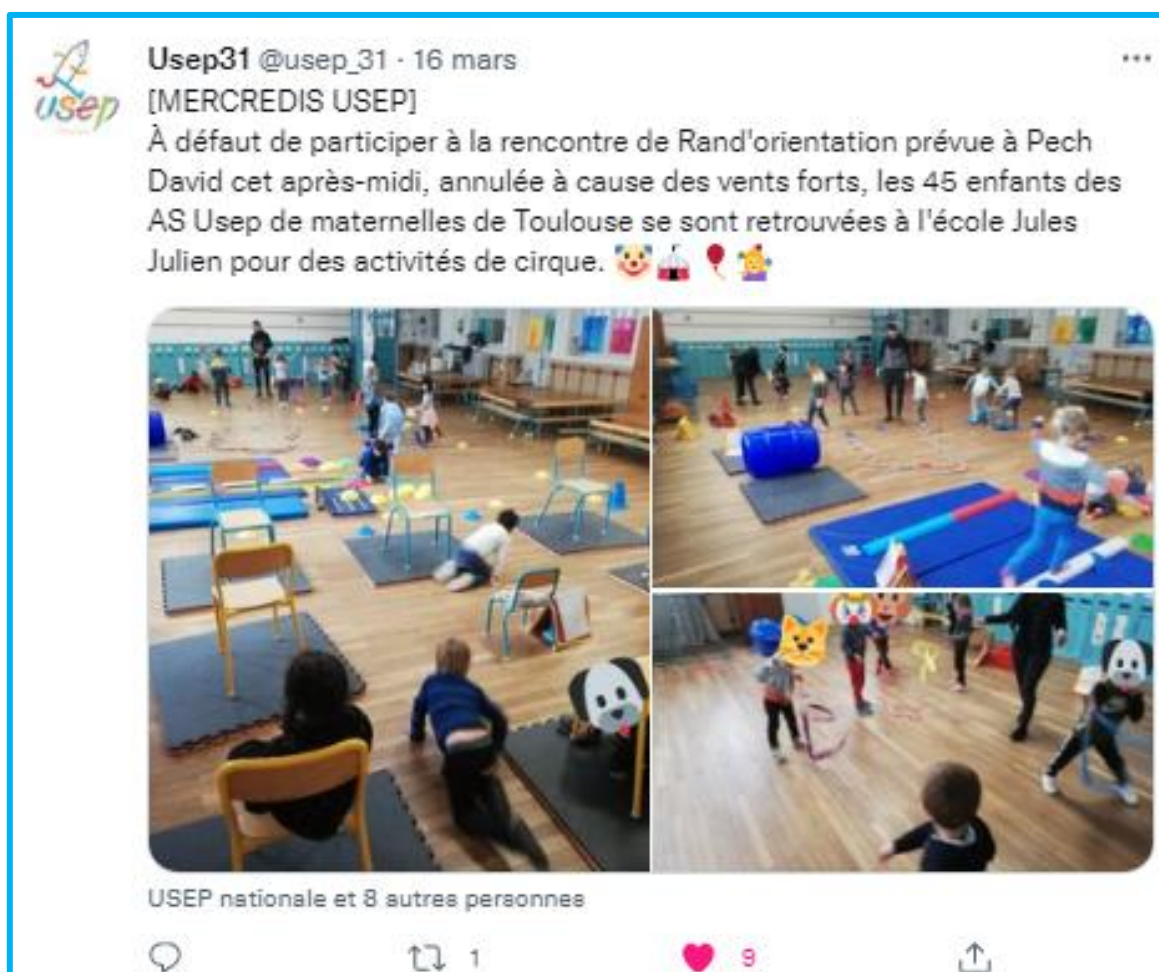 Usep31 @usep_31 · 16 mars
usep
[MERCREDIS USEP]
À défaut de participer à la rencontre de Rand'orientation prévue à Pech
David cet après-midi, annulée à cause des vents forts, les 45 enfants des
AS Usep de maternelles de Toulouse se sont retrouvées à l'école Jules
Julien pour des activités de cirque. 🤡🎪🎈🤹
USEP nationale et 8 autres personnes
1
9